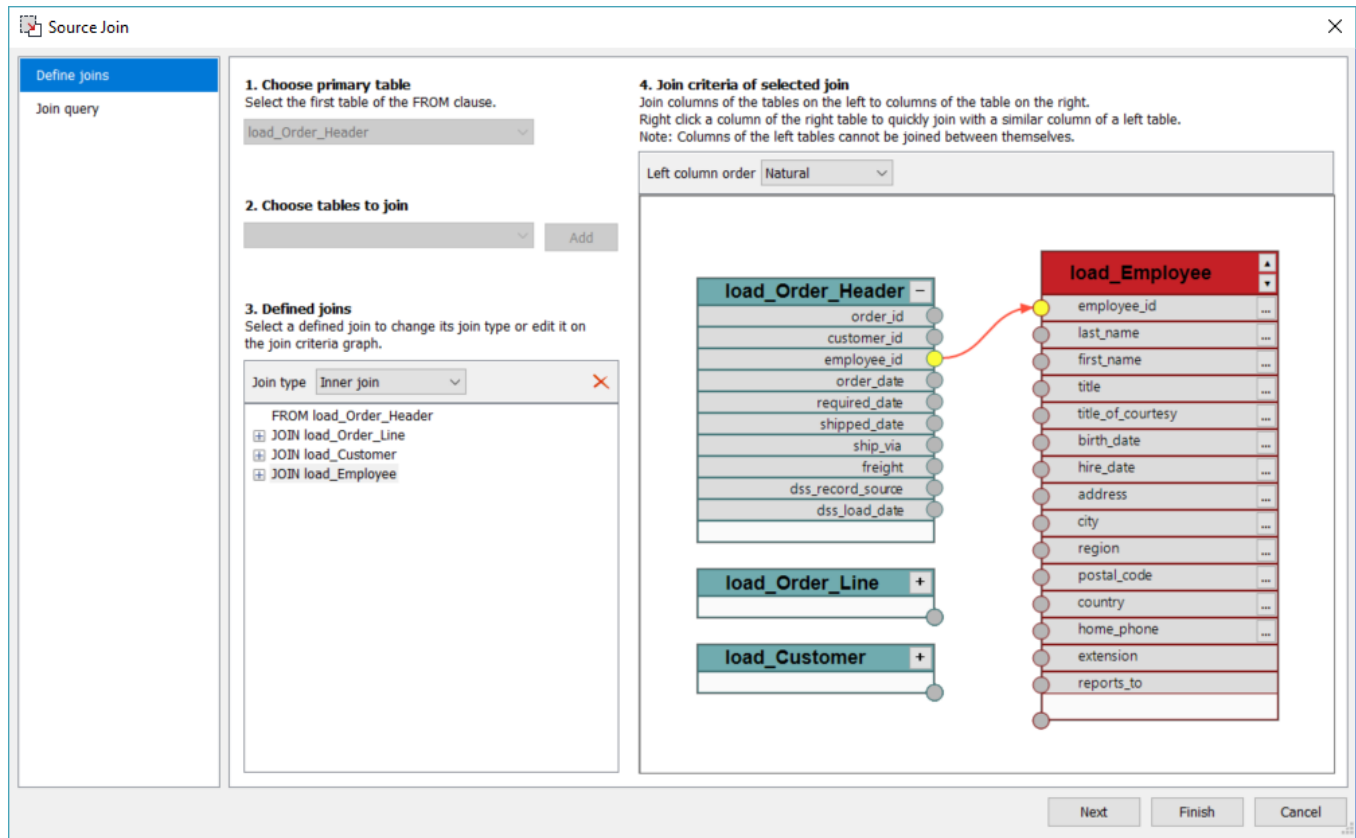 Source Join
Define joins
Join query
1. Choose primary table
Select the first table of the FROM clause.
load_Order_Header
2. Choose tables to join
Add
3. Defined joins
Select a defined join to change its join type or edit it on
the join criteria graph.
Join type Inner join
FROM load_Order_Header
JOIN load_Order_Line
JOIN load_Customer
JOIN load_Employee
4. Join criteria of selected join
Join columns of the tables on the left to columns of the table on the right.
Right click a column of the right table to quickly join with a similar column of a left table.
Note: Columns of the left tables cannot be joined between themselves.
Left column order Natural
load_Order_Header
order_id
customer_id
employee_id
order_date
required_date
shipped_date
ship_via
freight
dss_record_source
dss_load_date
load_Order_Line
load_Customer
load_Employee
employee_id ...
last_name ...
first_name ...
title ...
title_of_courtesy ...
birth_date ...
hire_date ...
address ...
city ...
region ...
postal_code ...
country ...
home_phone ...
extension
reports_to
Next Finish Cancel